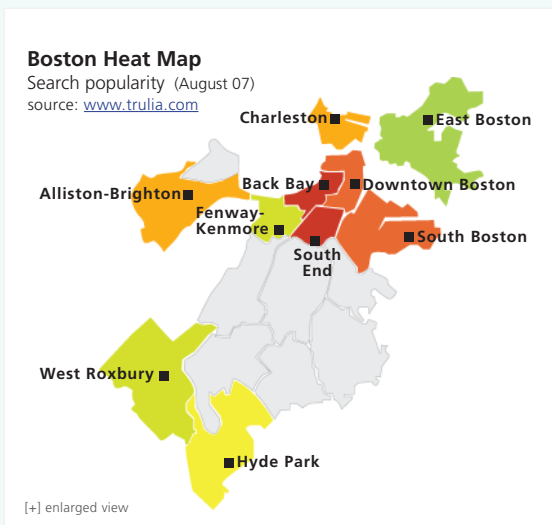 Boston Heat Map
Search popularity (August 07)
source: www.trulia.com
Charleston
East Boston
Alliston-Brighton
Back Bay
Downtown Boston
Fenway-
Kenmore
South Boston
South
End
West Roxbury
Hyde Park
[+] enlarged view